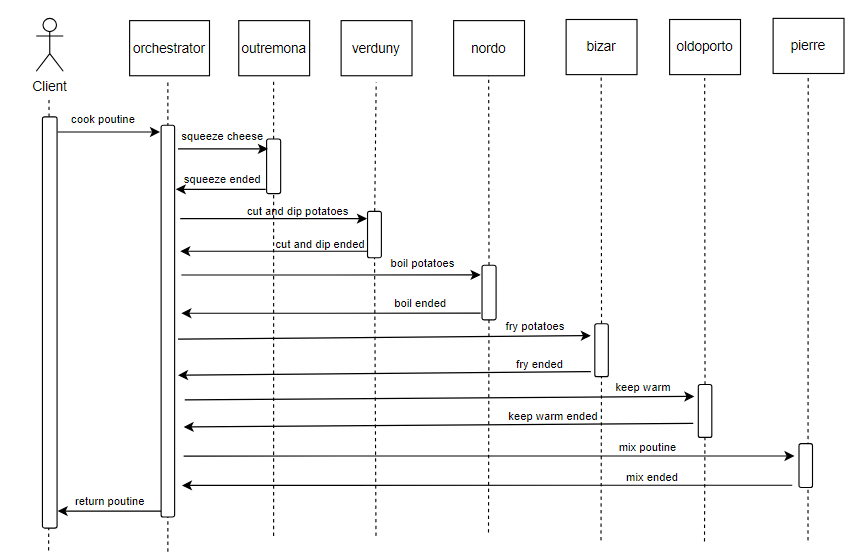 orchestrator
outremona
verduny
nordo
bizar
oldoporto
pierre
Client
cook poutine
squeeze cheese
squeeze ended
cut and dip potatoes
cut and dip ended
boil potatoes
boil ended
fry potatoes
fry ended
keep warm
keep warm ended
mix poutine
mix ended
return poutine